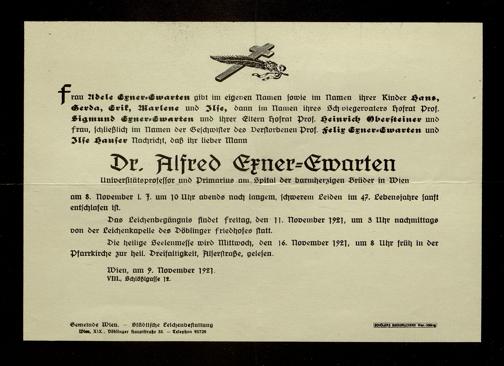 Frau Adele Exner-Ewarten gibt im eigenen Namen sowie im Namen ihrer Kinder Hans,
Gerda, Erik, Marlene und Ilse, dann im Namen ihres Schwiegervaters Hofrat Prof.
Sigmund Exner-Ewarten und ihrer Eltern Hofrat Prof. Heinrich Obersteiner und
Frau, schließlich im Namen der Geschwister des Verstorbenen Prof. Felix Exner-Ewarten und
Ilse Hauser Nachricht, daß ihr lieber Mann
Dr. Alfred Exner-Ewarten
Universitätsprofessor und Primarius am Spital der barmherzigen Brüder in Wien
am 8. November l. J. um 10 Uhr abends nach langem, schwerem Leiden im 47. Lebensjahre sanft
entschlafen ist.
Das Leichenbegängnis findet Freitag, den 11. November 1921, um 3 Uhr nachmittags
von der Leichenkapelle des Döblinger Friedhofes statt.
Die heilige Seelenmesse wird Mittwoch, den 16. November 1921, um 8 Uhr früh in der
Pfarrkirche zur heil. Dreifaltigkeit, Alserstraße, gelesen.
Wien, am 9. November 1921.
VIII., Schlößlgasse 12.
Gemeinde Wien. – Städtische Leichenbestattung
Wien, XIX., Döblinger Hauptstraße